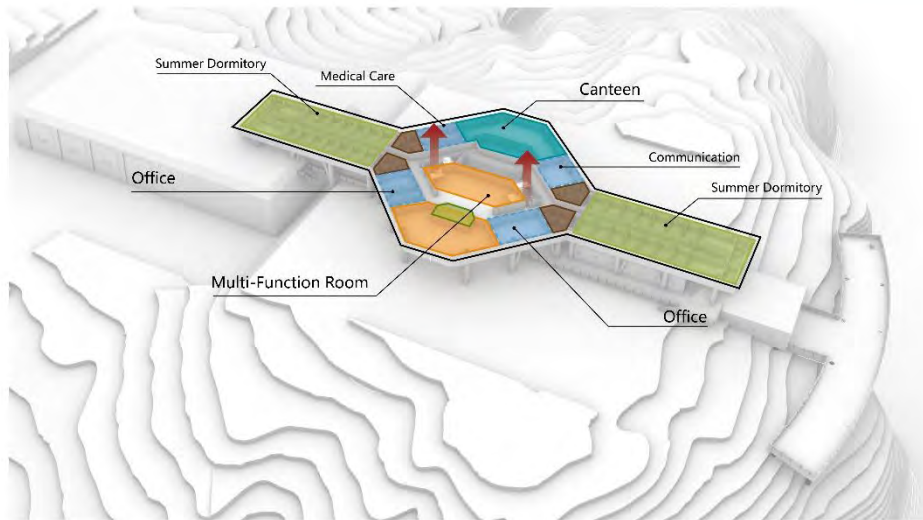 Summer Dormitory
Medical Care
Canteen
Communication
Office
Summer Dormitory
Multi-Function Room
Office